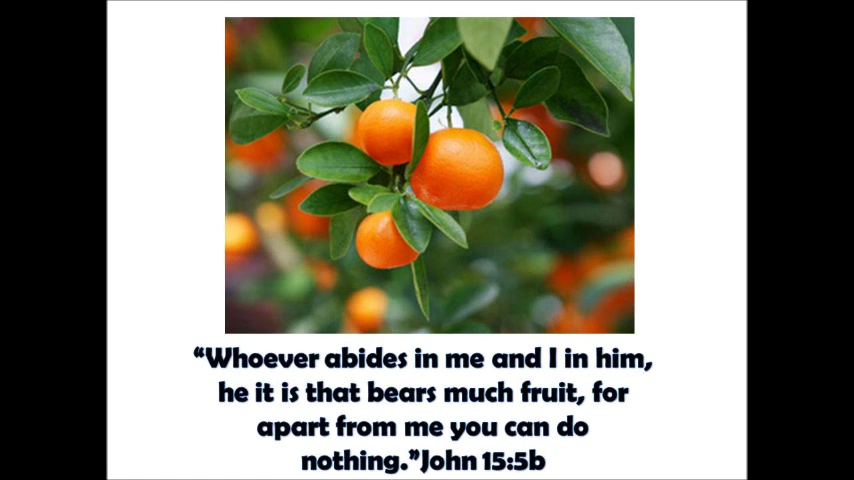 “Whoever abides in me and I in him,
he it is that bears much fruit, for
apart from me you can do
nothing.”John 15:5b